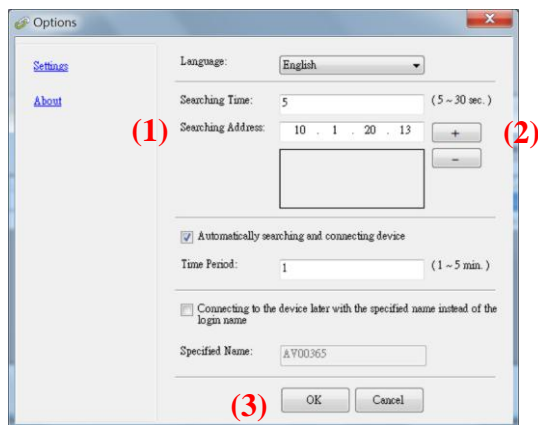 Options
Settings
About
Language: English
Searching Time: 5 (5 ~ 30 sec.)
(1) Searching Address: 10 . 1 . 20 . 13 + (2)
−
Automatically searching and connecting device
Time Period: 1 (1 ~ 5 min.)
Connecting to the device later with the specified name instead of the
login name
Specified Name: AV00365
(3) OK Cancel